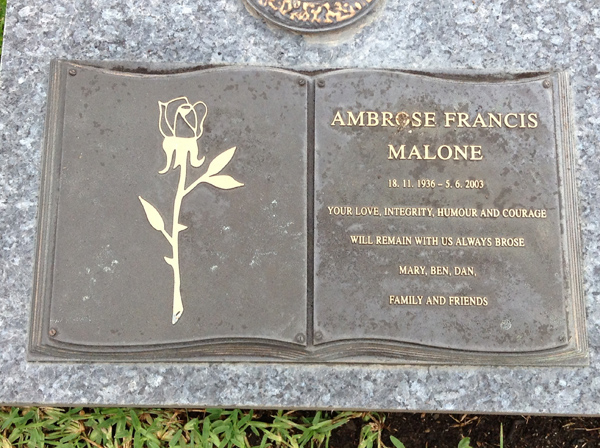 AMBROSE FRANCIS
MALONE
18. 11. 1936 – 5. 6. 2003
YOUR LOVE, INTEGRITY, HUMOUR AND COURAGE
WILL REMAIN WITH US ALWAYS BROSE
MARY, BEN, DAN,
FAMILY AND FRIENDS